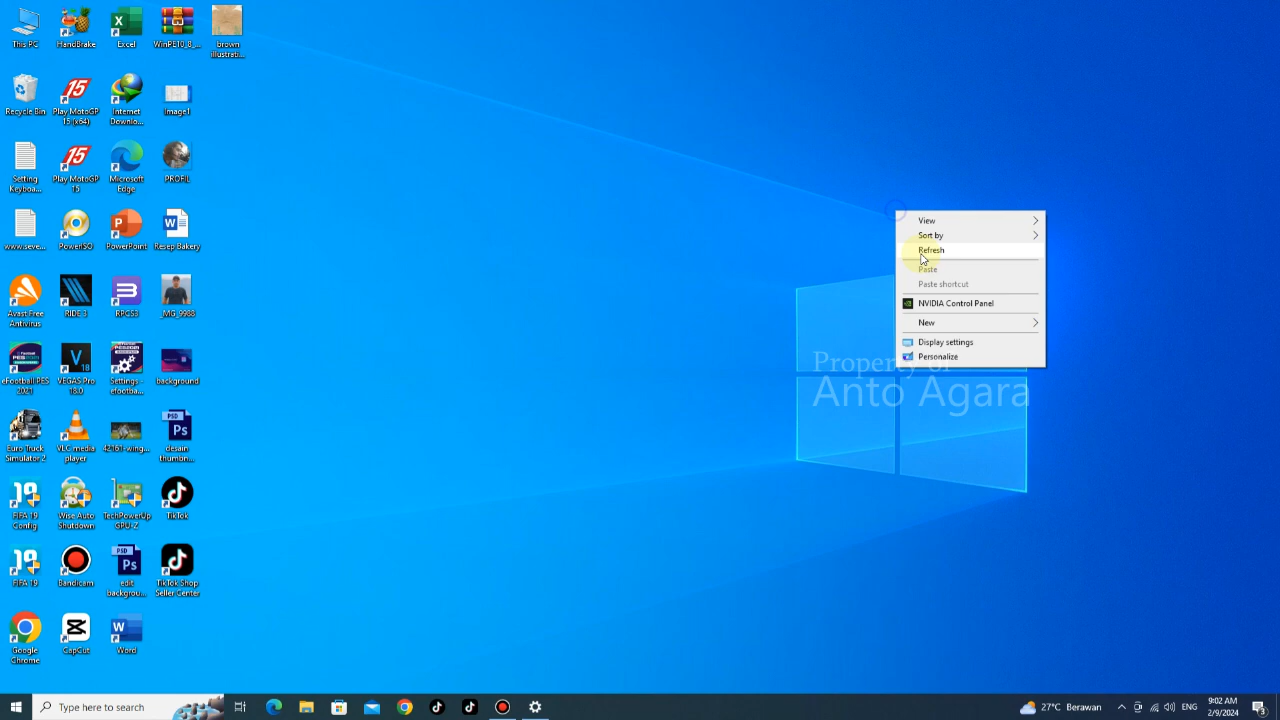 This PC
HandBrake
Excel
WinPE10_8_...
brown
illustrati...
Recycle Bin
Play MotoGP
15 (x64)
Internet
Downlo...
Image1
Setting
Keyboa...
Play MotoGP
15
Microsoft
Edge
PROFIL
www.seve...
PowerISO
PowerPoint
Resep Bakery
Avast Free
Antivirus
RIDE 3
RPCS3
_MG_9988
eFootball PES
2021
VEGAS Pro
18.0
Settings -
eFootba...
background
Euro Truck
Simulator 2
VLC media
player
42161-wing...
desain
thumbn...
FIFA 19
Config
Wise Auto
Shutdown
TechPowerUp
GPU-Z
TikTok
FIFA 19
Bandicam
edit
backgrou...
TikTok Shop
Seller Center
Google
Chrome
CapCut
Word
View
Sort by
Refresh
Paste
Paste shortcut
NVIDIA Control Panel
New
Display settings
Personalize
Property of
Anto Agara
Type here to search
27°C Berawan
ENG
9:02 AM
2/9/2024